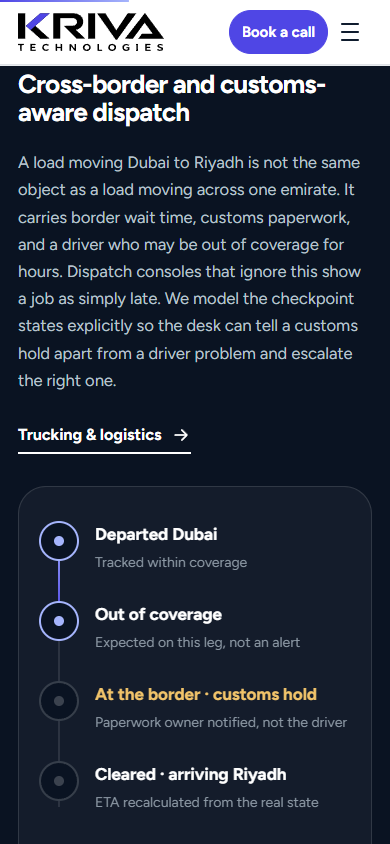 KRIVA
TECHNOLOGIES
Book a call
Cross-border and customs-
aware dispatch
A load moving Dubai to Riyadh is not the same
object as a load moving across one emirate. It
carries border wait time, customs paperwork,
and a driver who may be out of coverage for
hours. Dispatch consoles that ignore this show
a job as simply late. We model the checkpoint
states explicitly so the desk can tell a customs
hold apart from a driver problem and escalate
the right one.
Trucking & logistics →
Departed Dubai
Tracked within coverage
Out of coverage
Expected on this leg, not an alert
At the border · customs hold
Paperwork owner notified, not the driver
Cleared · arriving Riyadh
ETA recalculated from the real state